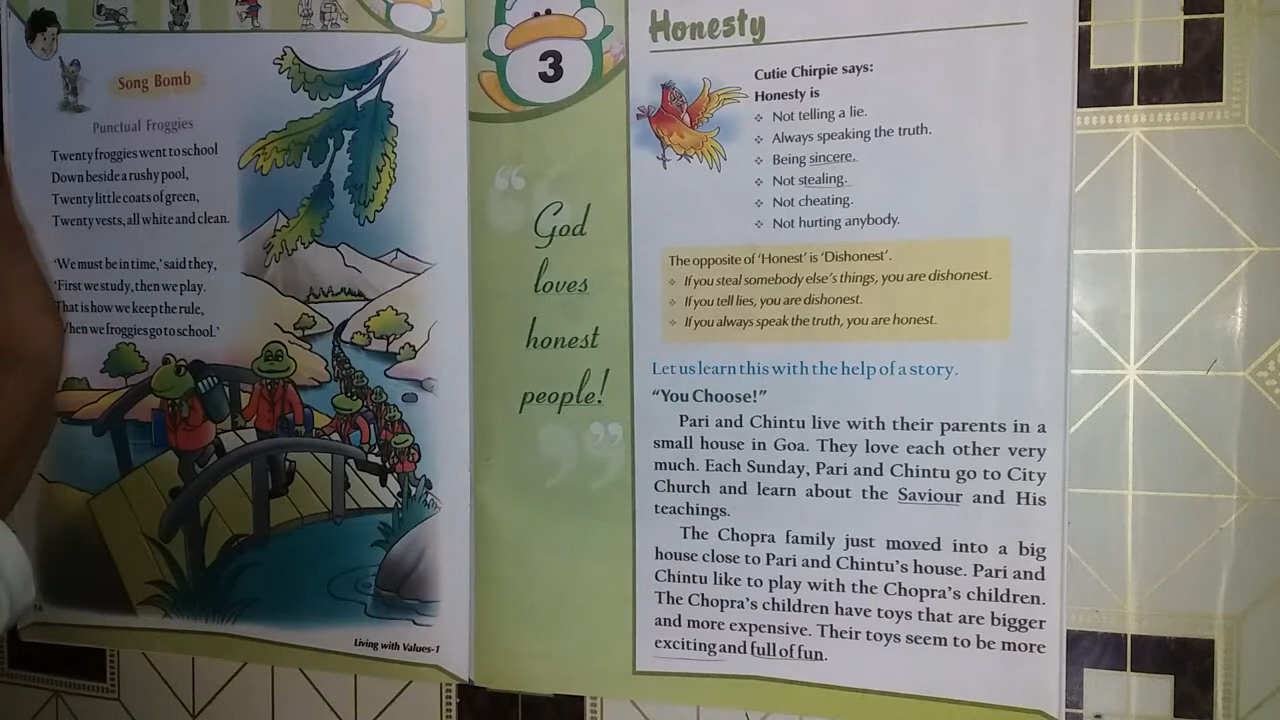 Song Bomb
Punctual Froggies
Twenty froggies went to school
Down beside a rushy pool,
Twenty little coats of green,
Twenty vests, all white and clean.
'We must be in time,' said they,
'First we study, then we play.
That is how we keep the rule,
When we froggies go to school.'
Living with Values-1
3
"God
loves
honest
people!"
Honesty
Cutie Chirpie says:
Honesty is
❖ Not telling a lie.
❖ Always speaking the truth.
❖ Being sincere.
❖ Not stealing.
❖ Not cheating.
❖ Not hurting anybody.
The opposite of 'Honest' is 'Dishonest'.
❖ If you steal somebody else's things, you are dishonest.
❖ If you tell lies, you are dishonest.
❖ If you always speak the truth, you are honest.
Let us learn this with the help of a story.
"You Choose!"
Pari and Chintu live with their parents in a
small house in Goa. They love each other very
much. Each Sunday, Pari and Chintu go to City
Church and learn about the Saviour and His
teachings.
The Chopra family just moved into a big
house close to Pari and Chintu's house. Pari and
Chintu like to play with the Chopra's children.
The Chopra's children have toys that are bigger
and more expensive. Their toys seem to be more
exciting and full of fun.